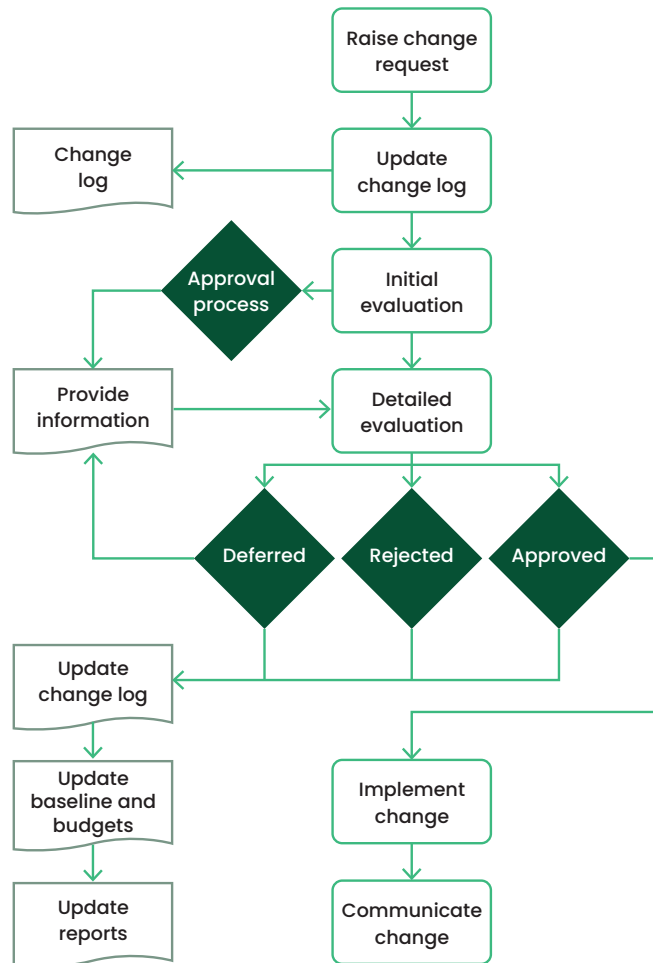 Raise change
request
Change
log
Update
change log
Approval
process
Initial
evaluation
Provide
information
Detailed
evaluation
Deferred
Rejected
Approved
Update
change log
Update
baseline and
budgets
Implement
change
Update
reports
Communicate
change